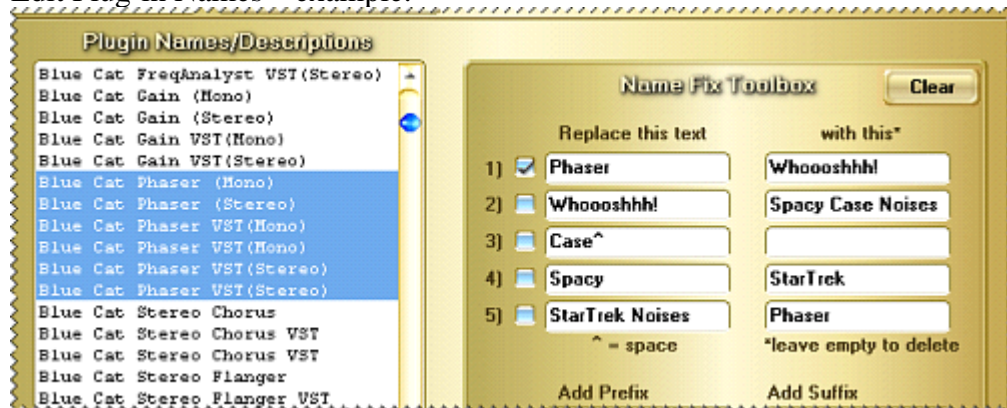 Edit Plug-in Names – example:
Plugin Names/Descriptions
Blue Cat FreqAnalyst VST(Stereo)
Blue Cat Gain (Mono)
Blue Cat Gain (Stereo)
Blue Cat Gain VST(Mono)
Blue Cat Gain VST(Stereo)
Blue Cat Phaser (Mono)
Blue Cat Phaser (Stereo)
Blue Cat Phaser VST(Mono)
Blue Cat Phaser VST(Mono)
Blue Cat Phaser VST(Stereo)
Blue Cat Phaser VST(Stereo)
Blue Cat Stereo Chorus
Blue Cat Stereo Chorus VST
Blue Cat Stereo Chorus VST
Blue Cat Stereo Flanger
Blue Cat Stereo Flanger VST
Name Fix Toolbox Clear
Replace this text with this*
1) Phaser Whoooshhh!
2) Whoooshhh! Spacy Case Noises
3) Case^
4) Spacy StarTrek
5) StarTrek Noises Phaser
^ = space *leave empty to delete
Add Prefix Add Suffix